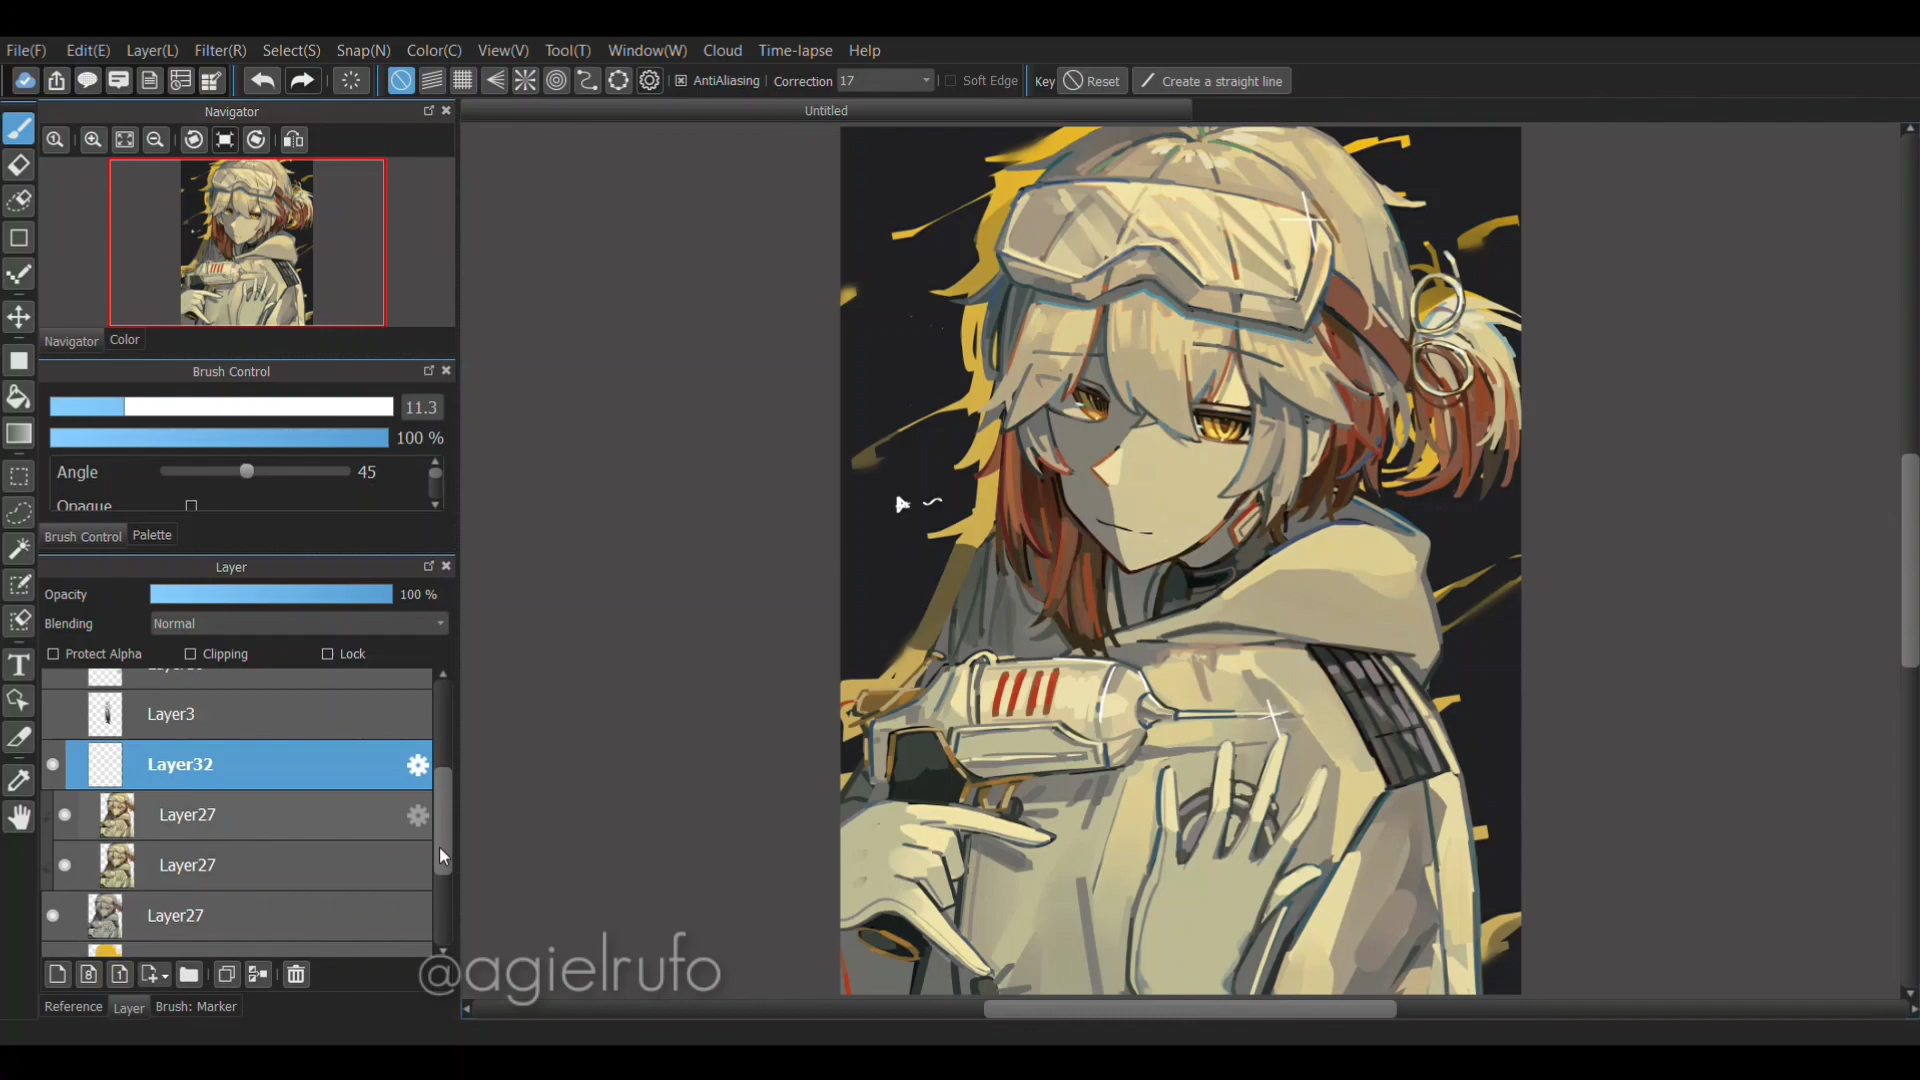 File(F) Edit(E) Layer(L) Filter(R) Select(S) Snap(N) Color(C) View(V) Tool(T) Window(W) Cloud Time-lapse Help
AntiAliasing Correction 17 Soft Edge Key Reset Create a straight line
Navigator
Untitled
Navigator Color
Brush Control
11.3
100 %
Angle 45
Opaque
Brush Control Palette
Layer
Opacity 100 %
Blending Normal
Protect Alpha Clipping Lock
Layer3
Layer32
Layer27
Layer27
Layer27
@agielrufo
Reference Layer Brush: Marker